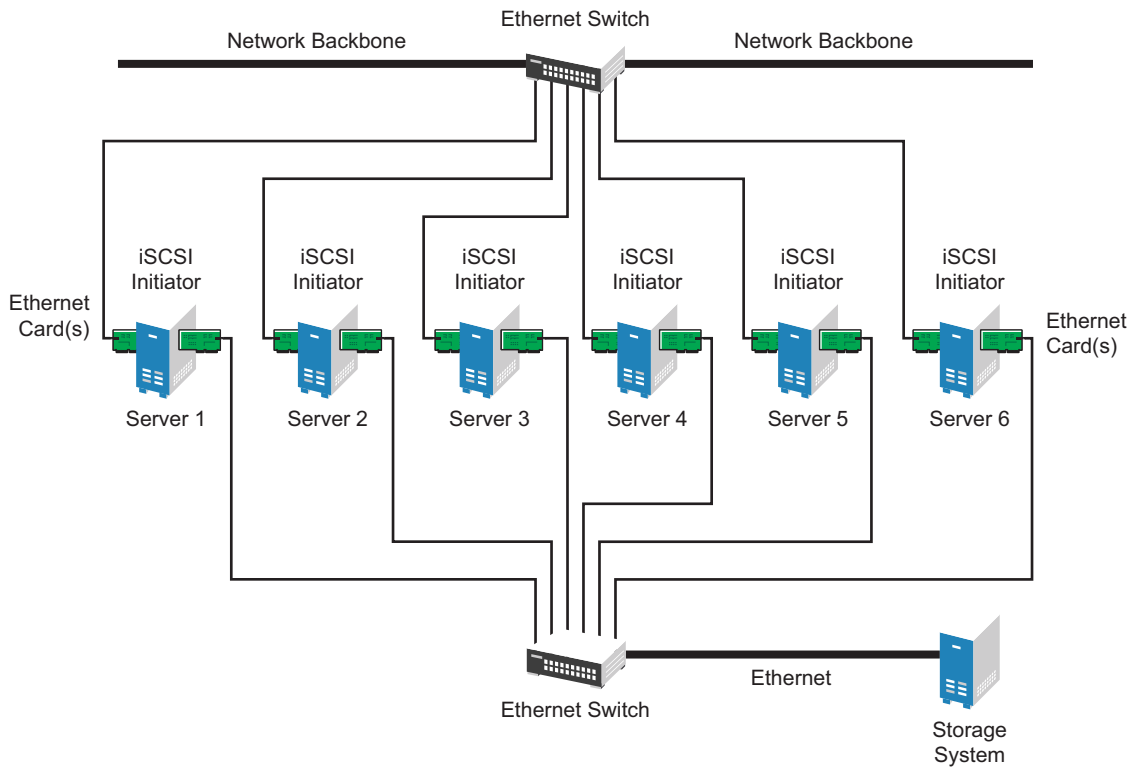 Ethernet Switch
Network Backbone
Network Backbone
iSCSI
Initiator
iSCSI
Initiator
iSCSI
Initiator
iSCSI
Initiator
iSCSI
Initiator
iSCSI
Initiator
Ethernet
Card(s)
Ethernet
Card(s)
Server 1
Server 2
Server 3
Server 4
Server 5
Server 6
Ethernet
Ethernet Switch
Storage
System